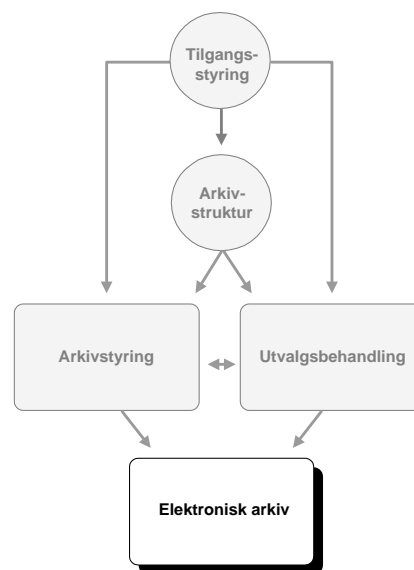 Tilgangs-
styring
Arkiv-
struktur
Arkivstyring
Utvalgsbehandling
Elektronisk arkiv